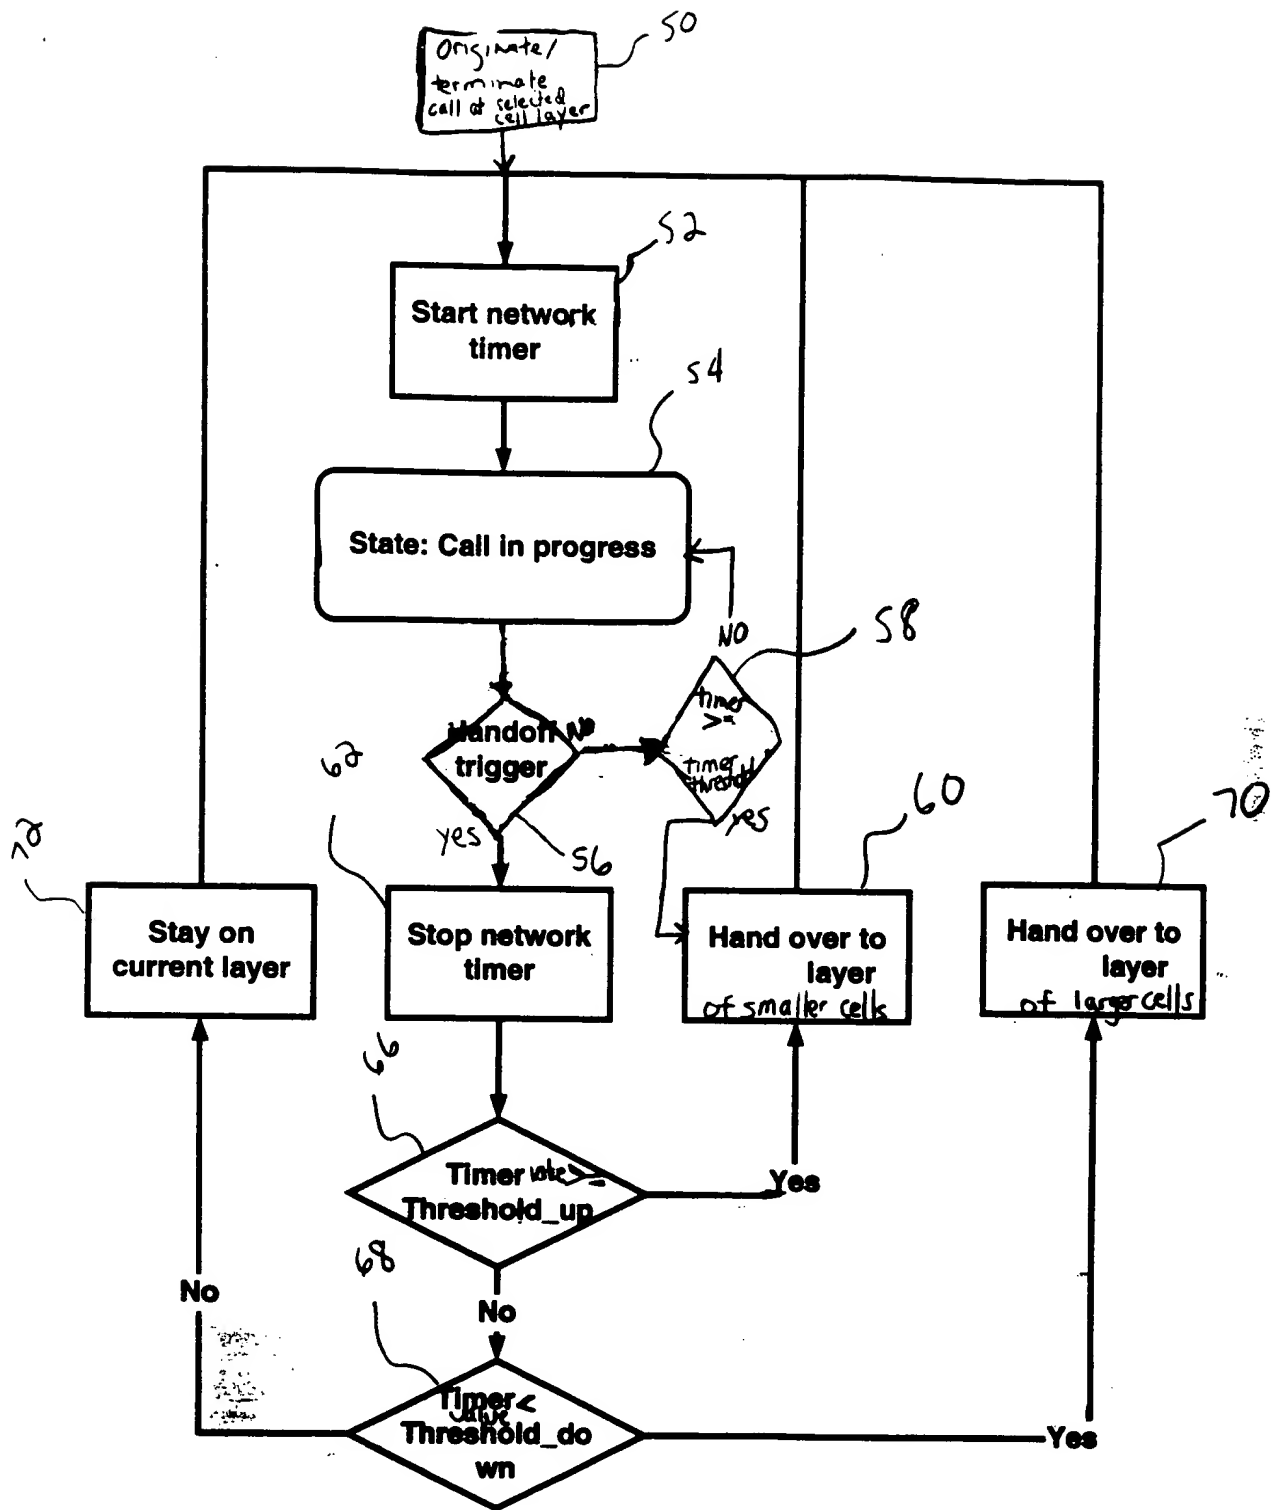 50
Originate/
terminate
call at selected
cell layer
52
Start network
timer
54
State: Call in progress
NO
58
timer
>=
timer
threshold
yes
Handoff
trigger
No
yes
56
62
Stop network
timer
60
Hand over to
layer
of smaller cells
70
Hand over to
layer
of larger cells
72
Stay on
current layer
66
Timer value >=
Threshold_up
Yes
No
68
Timer <
value
Threshold_do
wn
Yes
No